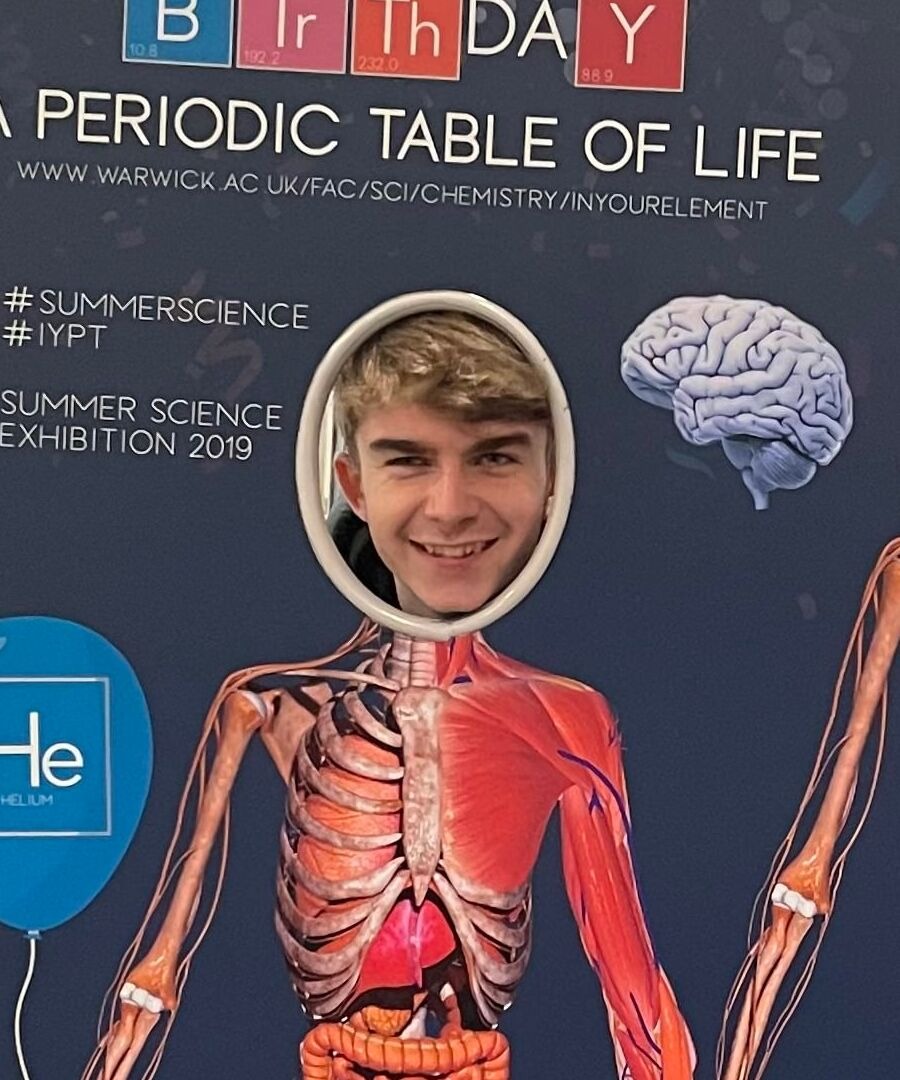 B Ir Th DAY Y
10.8 192.2 232.0 88.9
A PERIODIC TABLE OF LIFE
WWW.WARWICK.AC.UK/FAC/SCI/CHEMISTRY/INYOURELEMENT
#SUMMERSCIENCE
#IYPT
SUMMER SCIENCE
EXHIBITION 2019
He
HELIUM